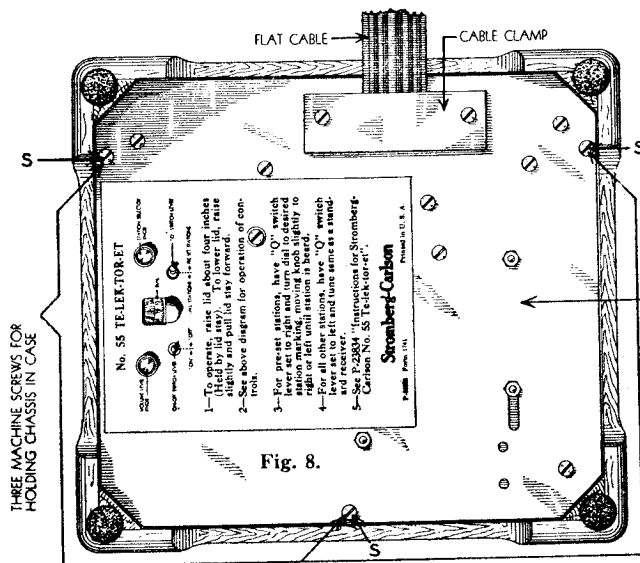 FLAT CABLE
CABLE CLAMP
S
S
THREE MACHINE SCREWS FOR
HOLDING CHASSIS IN CASE
No. 55 TE-LEK-TOR-ET
STATION SELECTOR
KNOB
VOLUME LEVEL
KNOB
1—To operate, raise lid about four inches
(Held by lid stay). To lower lid, raise
slightly and pull lid stay forward.
2—See above diagram for operation of con-
trols.
3—For pre-set stations, have "Q" switch
lever set to right and turn dial to desired
station marking, moving knob slightly to
right or left until station is heard.
4—For all other stations, have "Q" switch
lever set to left and tune same as a stand-
ard receiver.
5—See P-23834 "Instructions for Stromberg-
Carlson No. 55 Te-lek-tor-et".
Stromberg-Carlson
Printed in U. S. A.
Fig. 8.
S